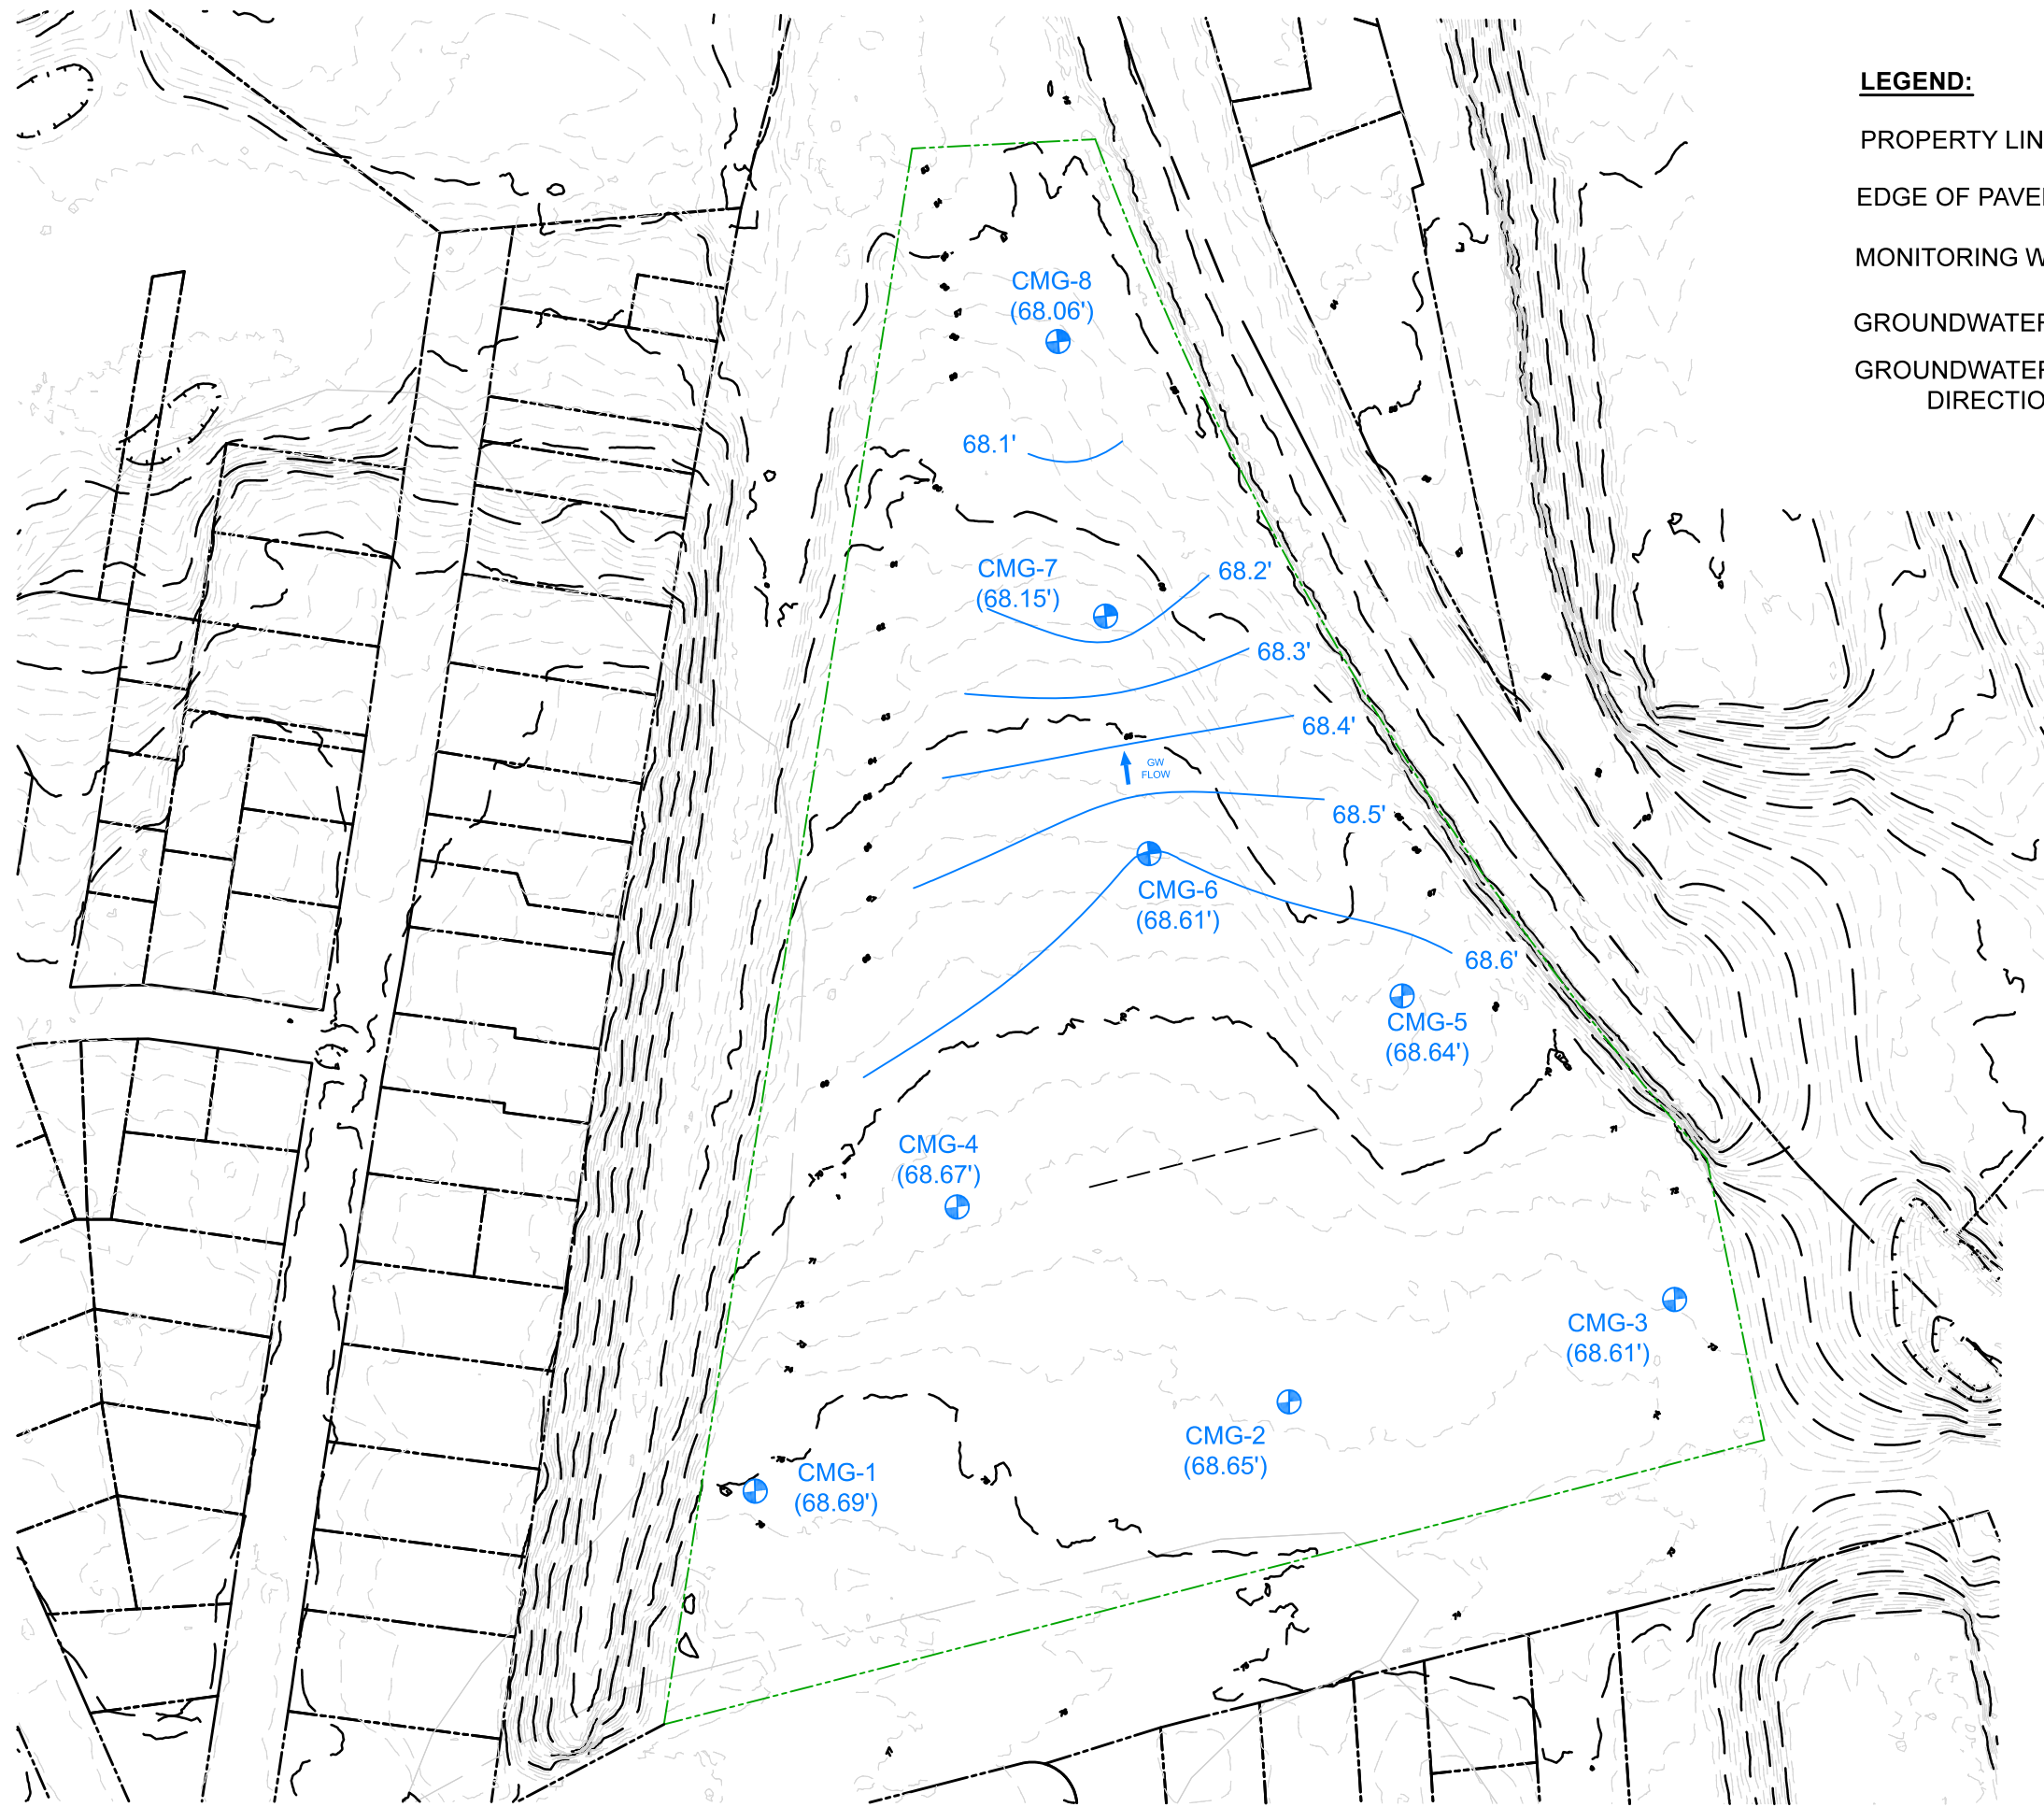 LEGEND:
PROPERTY LIN
EDGE OF PAVE
MONITORING W
GROUNDWATER
GROUNDWATER
DIRECTIO
CMG-8
(68.06')
68.1'
CMG-7
(68.15')
68.2'
68.3'
68.4'
GW
FLOW
68.5'
CMG-6
(68.61')
68.6'
CMG-5
(68.64')
CMG-4
(68.67')
CMG-3
(68.61')
CMG-2
(68.65')
CMG-1
(68.69')